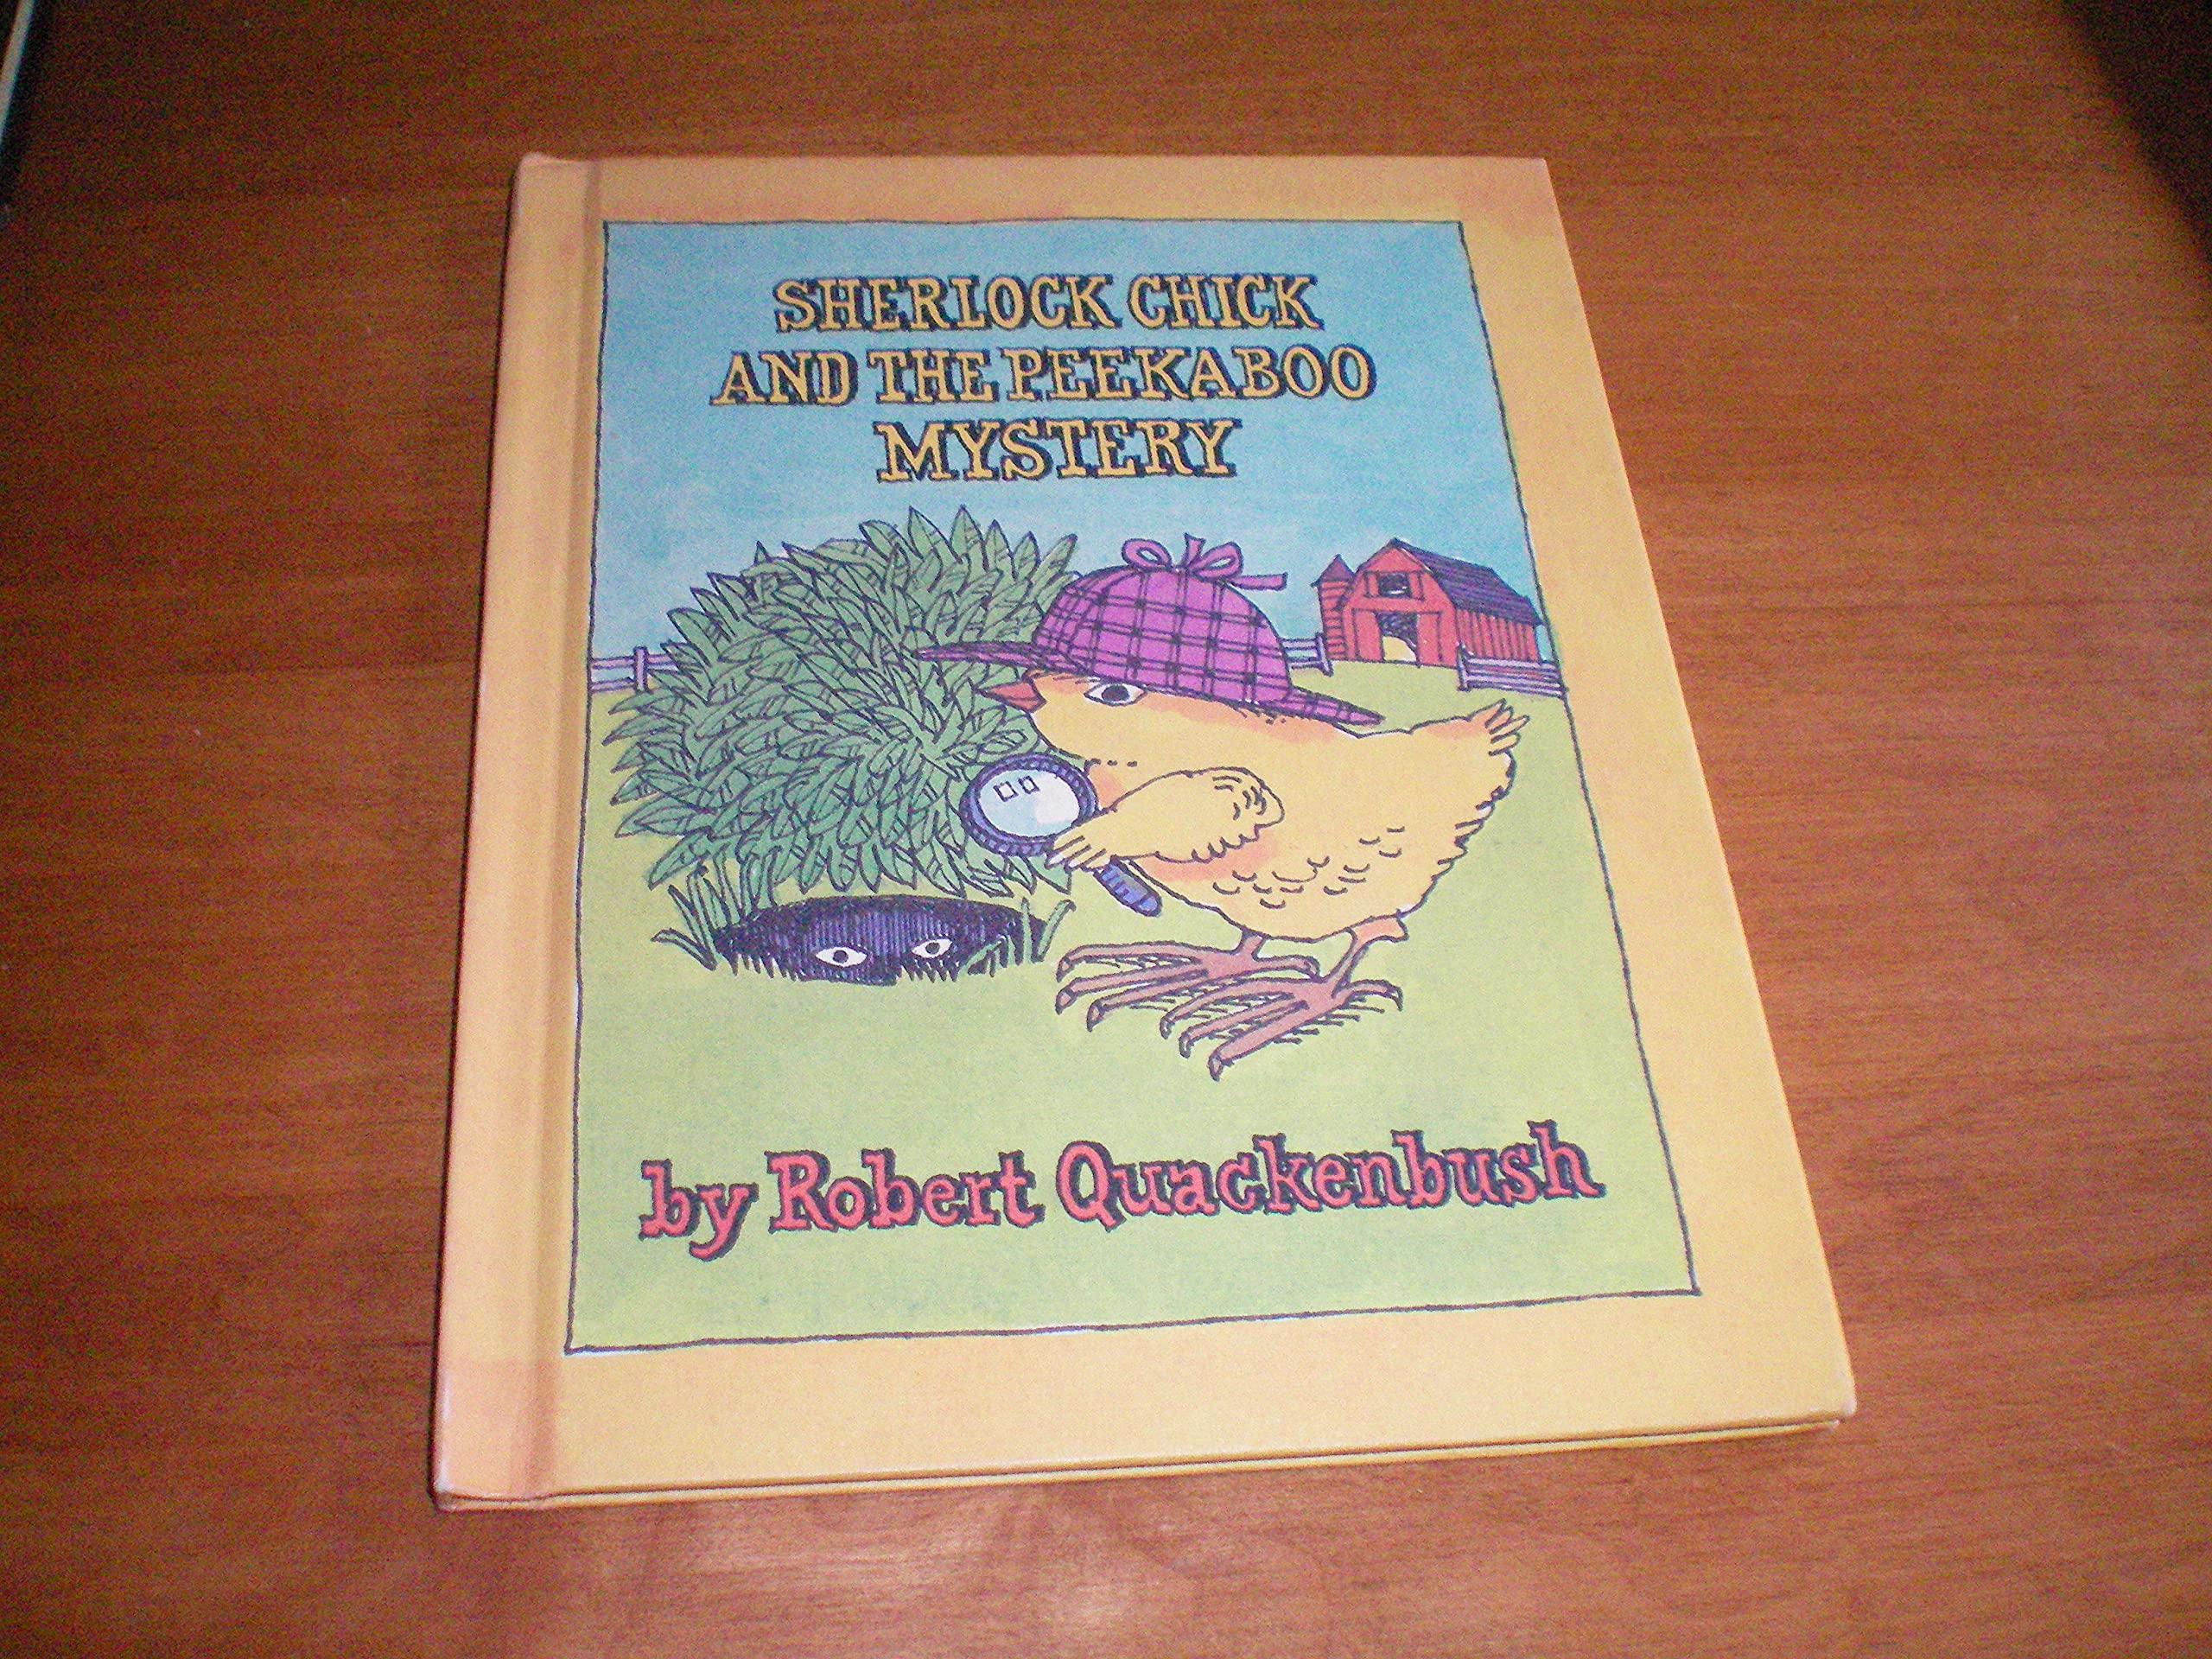 SHERLOCK CHICK
AND THE PEEKABOO
MYSTERY
by Robert Quackenbush